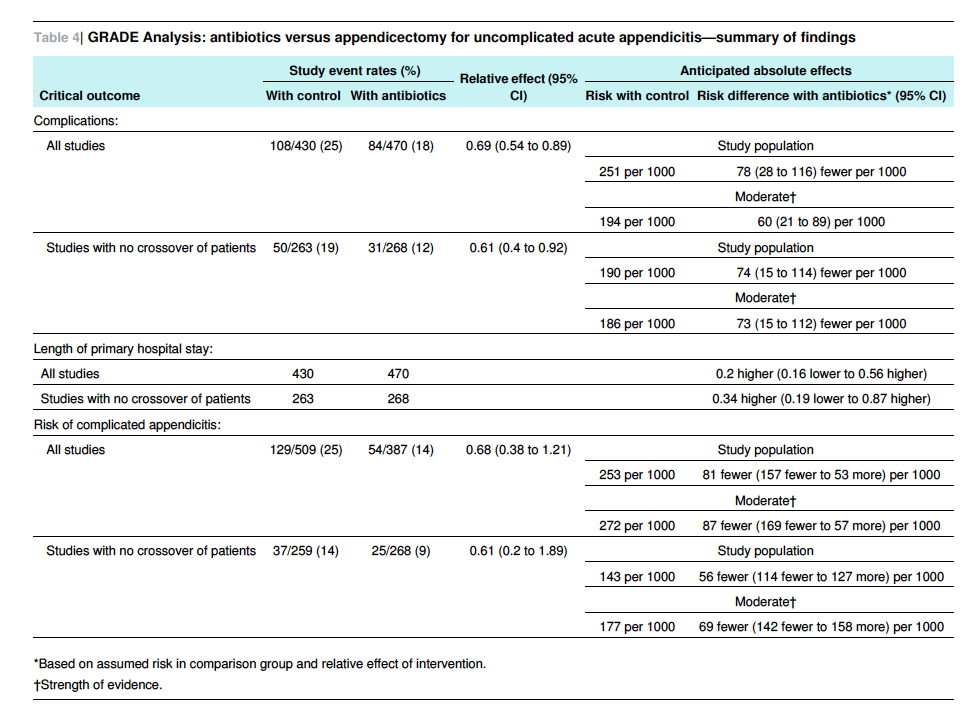 Table 4| GRADE Analysis: antibiotics versus appendicectomy for uncomplicated acute appendicitis—summary of findings
Study event rates (%) Relative effect (95% CI) Anticipated absolute effects
Critical outcome With control With antibiotics Risk with control Risk difference with antibiotics* (95% CI)
Complications:
All studies 108/430 (25) 84/470 (18) 0.69 (0.54 to 0.89) Study population
251 per 1000 78 (28 to 116) fewer per 1000
Moderate†
194 per 1000 60 (21 to 89) per 1000
Studies with no crossover of patients 50/263 (19) 31/268 (12) 0.61 (0.4 to 0.92) Study population
190 per 1000 74 (15 to 114) fewer per 1000
Moderate†
186 per 1000 73 (15 to 112) fewer per 1000
Length of primary hospital stay:
All studies 430 470 0.2 higher (0.16 lower to 0.56 higher)
Studies with no crossover of patients 263 268 0.34 higher (0.19 lower to 0.87 higher)
Risk of complicated appendicitis:
All studies 129/509 (25) 54/387 (14) 0.68 (0.38 to 1.21) Study population
253 per 1000 81 fewer (157 fewer to 53 more) per 1000
Moderate†
272 per 1000 87 fewer (169 fewer to 57 more) per 1000
Studies with no crossover of patients 37/259 (14) 25/268 (9) 0.61 (0.2 to 1.89) Study population
143 per 1000 56 fewer (114 fewer to 127 more) per 1000
Moderate†
177 per 1000 69 fewer (142 fewer to 158 more) per 1000
*Based on assumed risk in comparison group and relative effect of intervention.
†Strength of evidence.